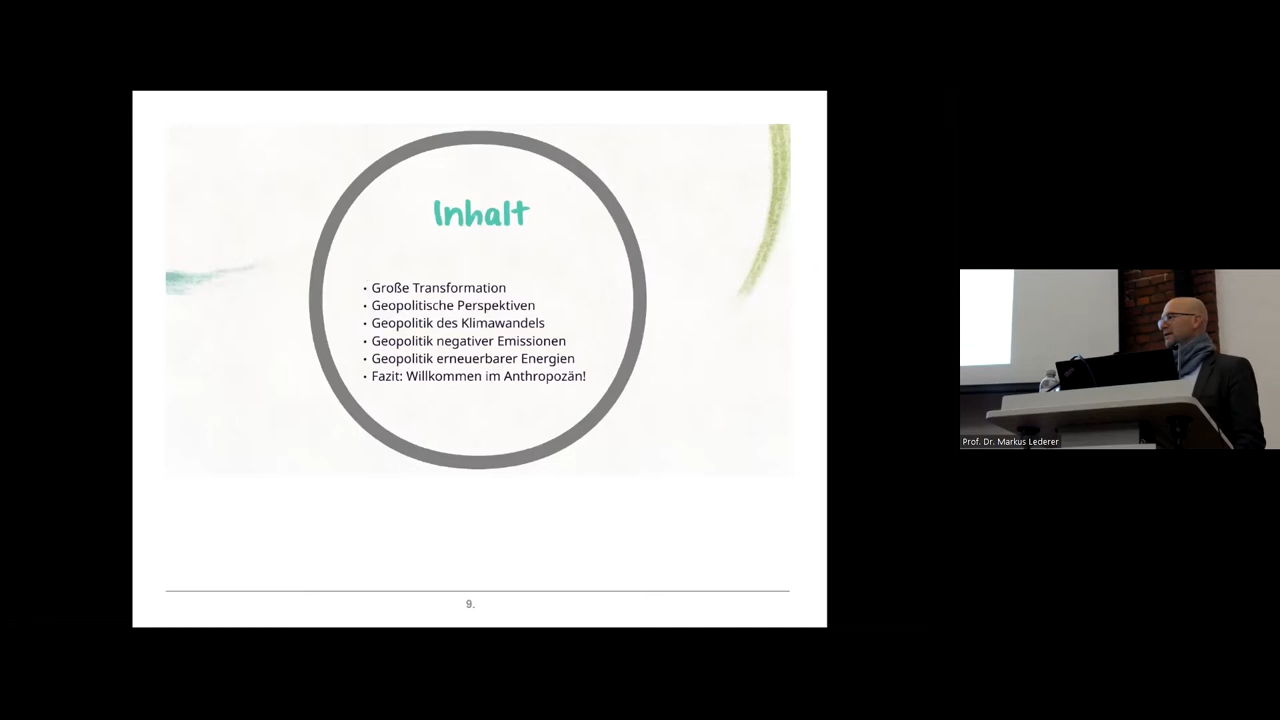 Inhalt
• Große Transformation
• Geopolitische Perspektiven
• Geopolitik des Klimawandels
• Geopolitik negativer Emissionen
• Geopolitik erneuerbarer Energien
• Fazit: Willkommen im Anthropozän!
9.
Prof. Dr. Markus Lederer